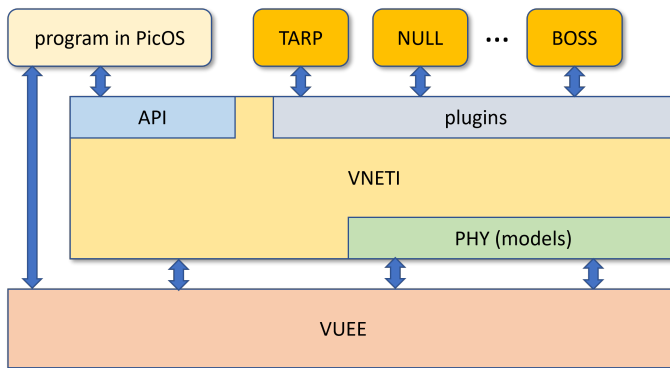 program in PicOS
TARP
NULL
...
BOSS
API
plugins
VNETI
PHY (models)
VUEE